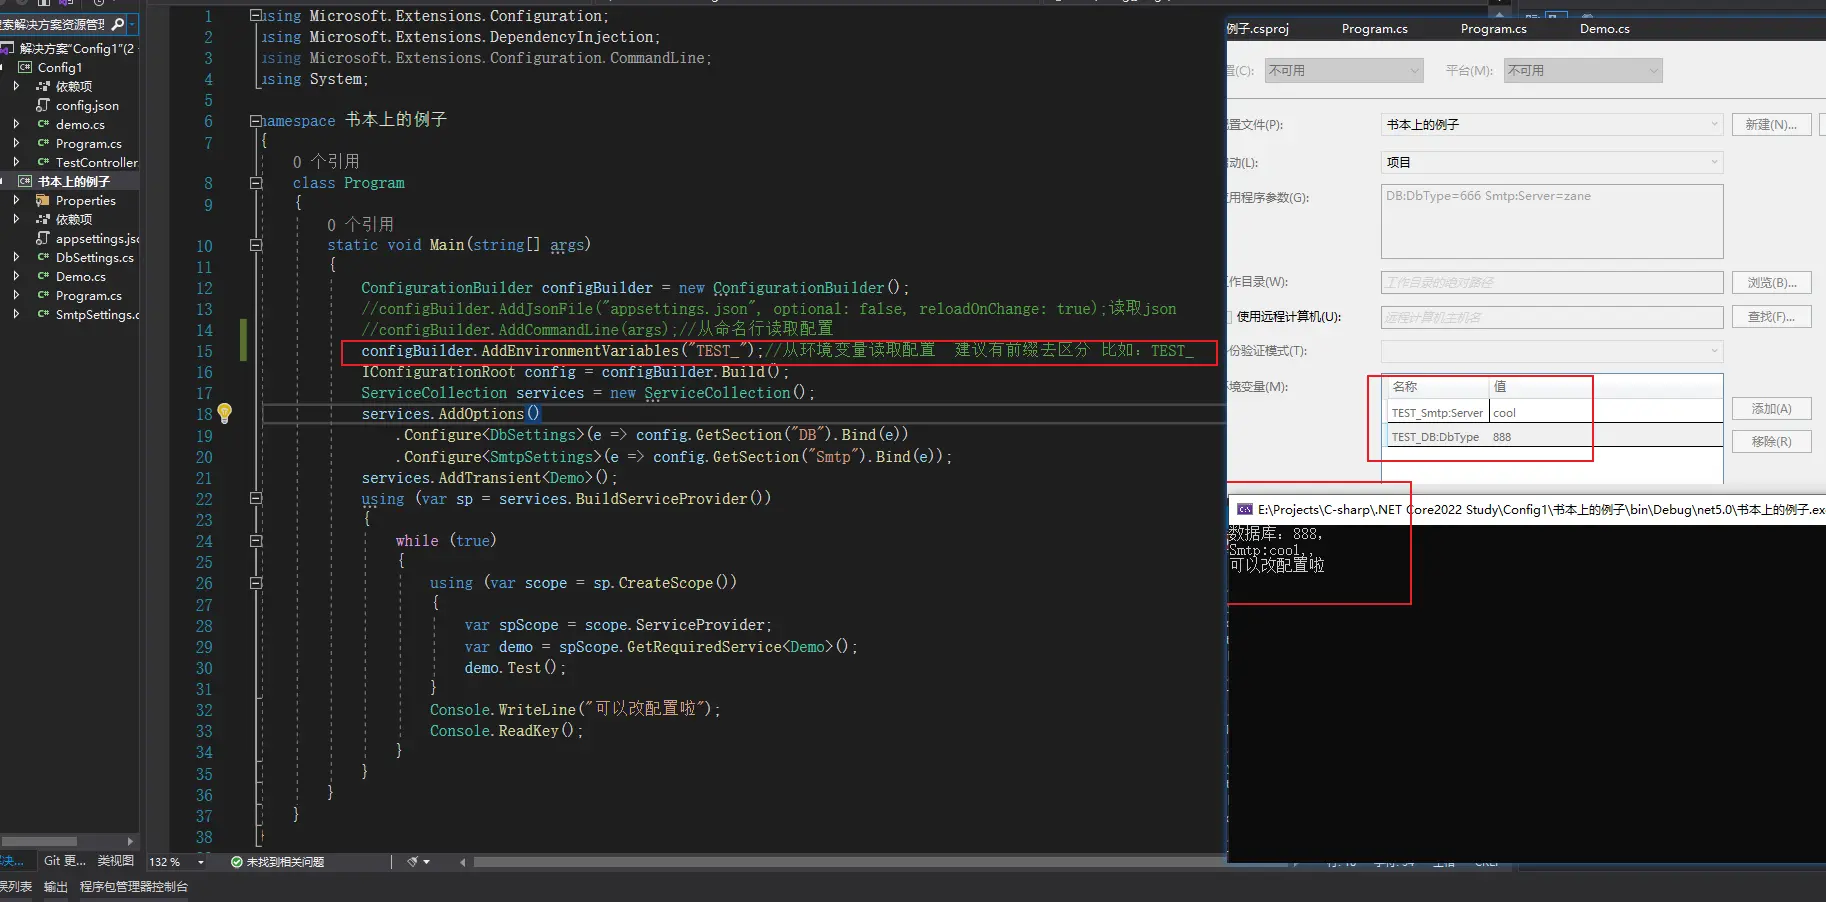 索解决方案资源管理
解决方案"Config1"(2
Config1
依赖项
config.json
demo.cs
Program.cs
TestController.
书本上的例子
Properties
依赖项
appsettings.jso
DbSettings.cs
Demo.cs
Program.cs
SmtpSettings.c
1 using Microsoft.Extensions.Configuration;
2 using Microsoft.Extensions.DependencyInjection;
3 using Microsoft.Extensions.Configuration.CommandLine;
4 using System;
5
6 namespace 书本上的例子
7 {
0 个引用
8 class Program
9 {
0 个引用
10 static void Main(string[] args)
11 {
12 ConfigurationBuilder configBuilder = new ConfigurationBuilder();
13 //configBuilder.AddJsonFile("appsettings.json", optional: false, reloadOnChange: true);读取json
14 //configBuilder.AddCommandLine(args);//从命名行读取配置
15 configBuilder.AddEnvironmentVariables("TEST_");//从环境变量读取配置 建议有前缀去区分 比如：TEST_
16 IConfigurationRoot config = configBuilder.Build();
17 ServiceCollection services = new ServiceCollection();
18 services.AddOptions()
19 .Configure<DbSettings>(e => config.GetSection("DB").Bind(e))
20 .Configure<SmtpSettings>(e => config.GetSection("Smtp").Bind(e));
21 services.AddTransient<Demo>();
22 using (var sp = services.BuildServiceProvider())
23 {
24 while (true)
25 {
26 using (var scope = sp.CreateScope())
27 {
28 var spScope = scope.ServiceProvider;
29 var demo = spScope.GetRequiredService<Demo>();
30 demo.Test();
31 }
32 Console.WriteLine("可以改配置啦");
33 Console.ReadKey();
34 }
35 }
36 }
37 }
38 }
例子.csproj Program.cs Program.cs Demo.cs
置(C): 不可用 平台(M): 不可用
置文件(P): 书本上的例子 新建(N)...
动(L): 项目
用程序参数(G): DB:DbType=666 Smtp:Server=zane
工作目录(W): 工作目录的绝对路径 浏览(B)...
使用远程计算机(U): 远程计算机主机名 查找(F)...
份验证模式(T):
环境变量(M): 名称 值
TEST_Smtp:Server cool 添加(A)
TEST_DB:DbType 888 移除(R)
E:\Projects\C-sharp\.NET Core2022 Study\Config1\书本上的例子\bin\Debug\net5.0\书本上的例子.exe
数据库：888,
Smtp:cool,,
可以改配置啦
决... Git 更... 类视图
132 % 未找到相关问题
误列表 输出 程序包管理器控制台